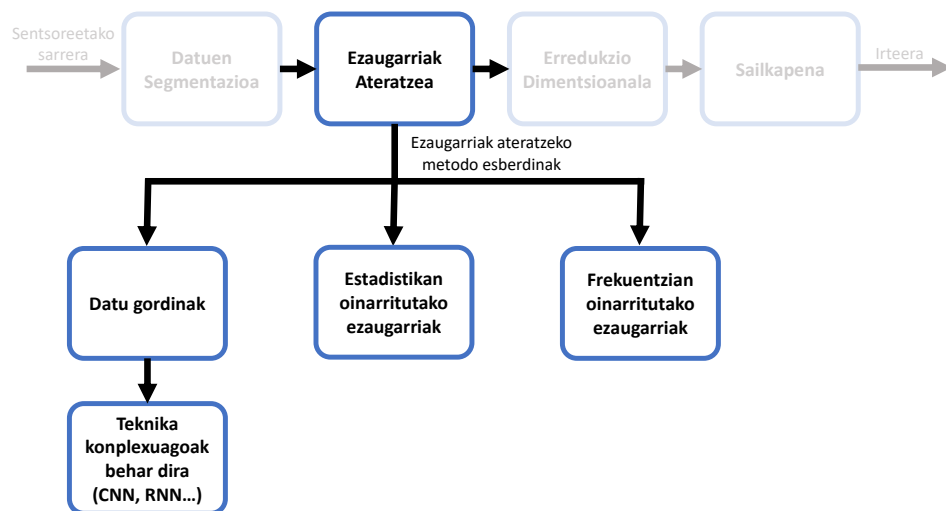 Sentsoreetako
sarrera
Datuen
Segmentazioa
Ezaugarriak
Ateratzea
Erredukzio
Dimentsioanala
Sailkapena
Irteera
Ezaugarriak ateratzeko
metodo esberdinak
Datu gordinak
Estadistikan
oinarritutako
ezaugarriak
Frekuentzian
oinarritutako
ezaugarriak
Teknika
konplexuagoak
behar dira
(CNN, RNN…)